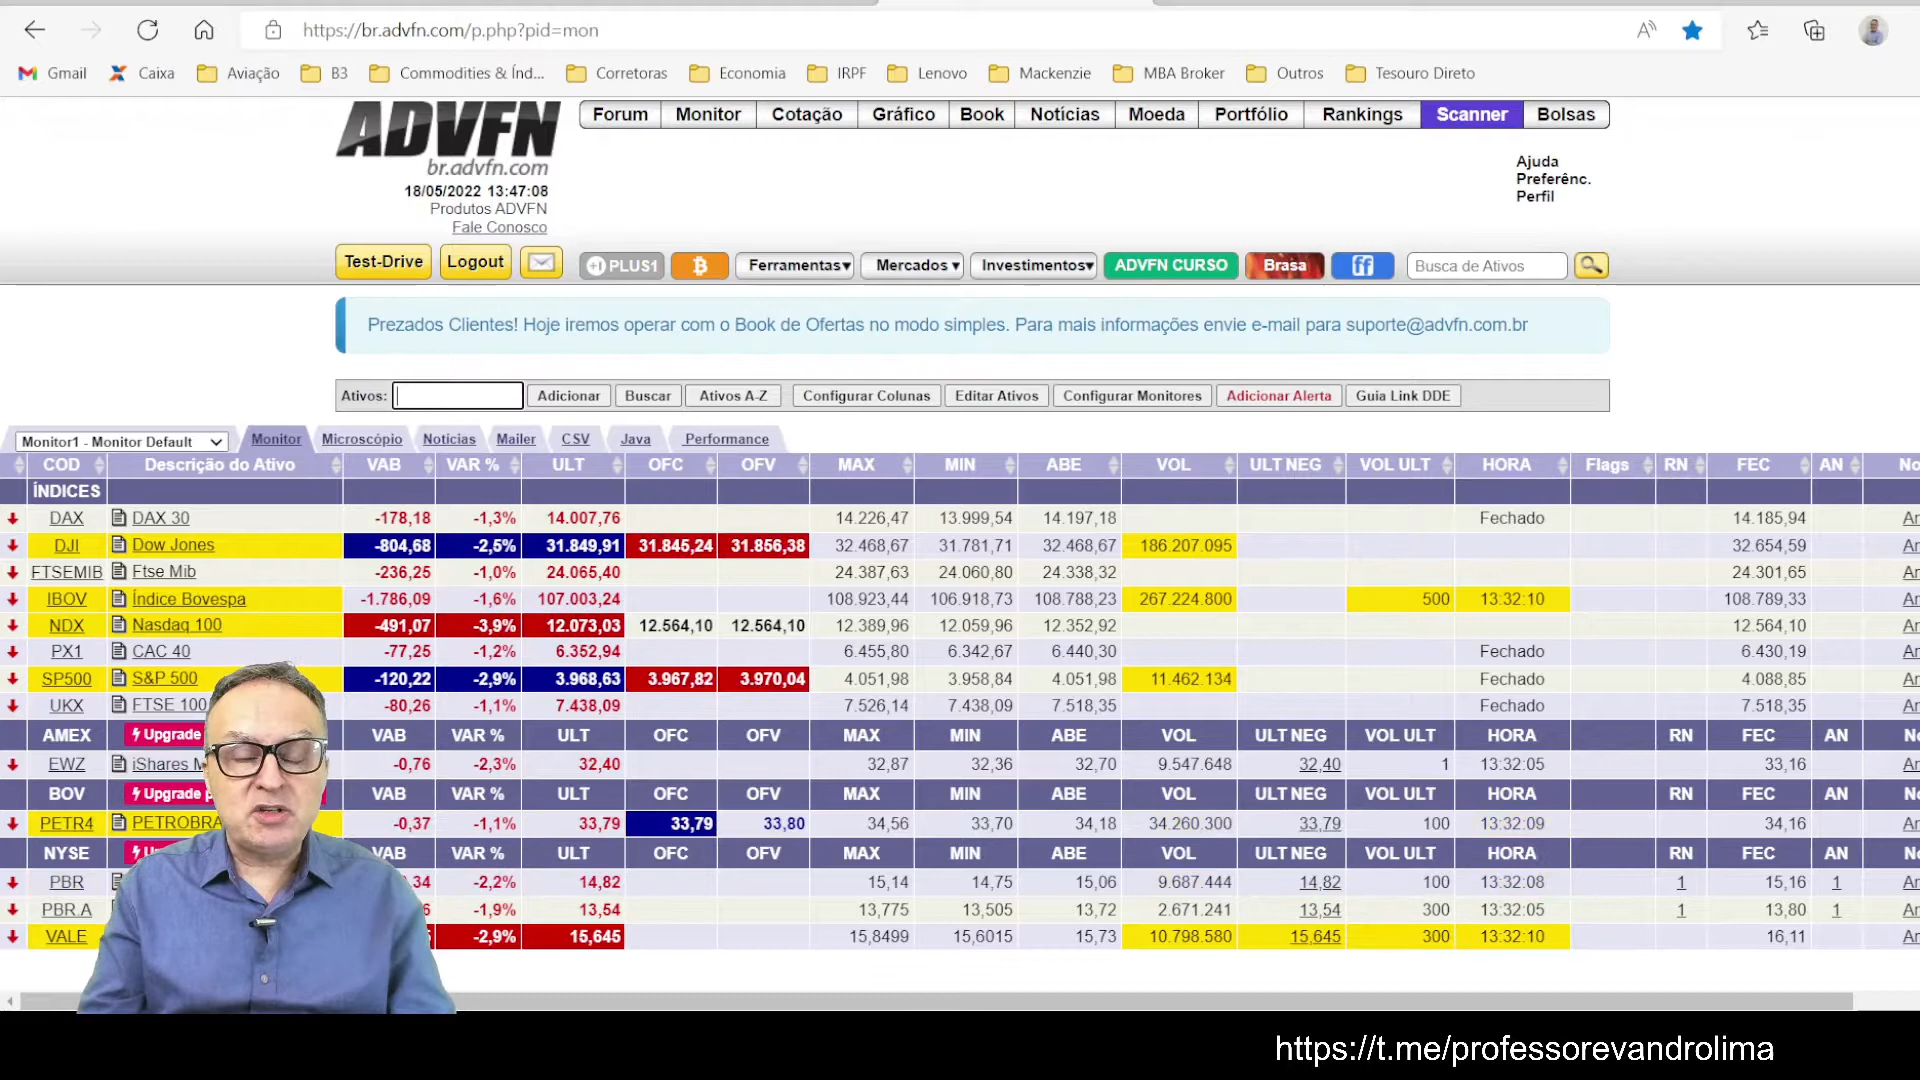 https://br.advfn.com/p.php?pid=mon
Gmail Caixa Aviação B3 Commodities & Índ... Corretoras Economia IRPF Lenovo Mackenzie MBA Broker Outros Tesouro Direto
ADVFN
br.advfn.com
Forum Monitor Cotação Gráfico Book Notícias Moeda Portfólio Rankings Scanner Bolsas
18/05/2022 13:47:08
Produtos ADVFN
Fale Conosco
Ajuda
Preferênc.
Perfil
Test-Drive Logout PLUS1 Ferramentas▾ Mercados ▾ Investimentos▾ ADVFN CURSO Brasa ff Busca de Ativos
Prezados Clientes! Hoje iremos operar com o Book de Ofertas no modo simples. Para mais informações envie e-mail para suporte@advfn.com.br
Ativos: Adicionar Buscar Ativos A-Z Configurar Colunas Editar Ativos Configurar Monitores Adicionar Alerta Guia Link DDE
Monitor1 - Monitor Default Monitor Microscópio Notícias Mailer CSV Java Performance
COD Descrição do Ativo VAB VAR % ULT OFC OFV MAX MIN ABE VOL ULT NEG VOL ULT HORA Flags RN FEC AN No
ÍNDICES
DAX DAX 30 -178,18 -1,3% 14.007,76 14.226,47 13.999,54 14.197,18 Fechado 14.185,94 Ar
DJI Dow Jones -804,68 -2,5% 31.849,91 31.845,24 31.856,38 32.468,67 31.781,71 32.468,67 186.207.095 32.654,59 Ar
FTSEMIB Ftse Mib -236,25 -1,0% 24.065,40 24.387,63 24.060,80 24.338,32 24.301,65 Ar
IBOV Índice Bovespa -1.786,09 -1,6% 107.003,24 108.923,44 106.918,73 108.788,23 267.224.800 500 13:32:10 108.789,33 Ar
NDX Nasdaq 100 -491,07 -3,9% 12.073,03 12.564,10 12.564,10 12.389,96 12.059,96 12.352,92 12.564,10 Ar
PX1 CAC 40 -77,25 -1,2% 6.352,94 6.455,80 6.342,67 6.440,30 Fechado 6.430,19 Ar
SP500 S&P 500 -120,22 -2,9% 3.968,63 3.967,82 3.970,04 4.051,98 3.958,84 4.051,98 11.462.134 Fechado 4.088,85 Ar
UKX FTSE 100 -80,26 -1,1% 7.438,09 7.526,14 7.438,09 7.518,35 Fechado 7.518,35 Ar
AMEX Upgrade VAB VAR % ULT OFC OFV MAX MIN ABE VOL ULT NEG VOL ULT HORA RN FEC AN No
EWZ iShares M -0,76 -2,3% 32,40 32,87 32,36 32,70 9.547.648 32,40 1 13:32:05 33,16 Ar
BOV Upgrade p VAB VAR % ULT OFC OFV MAX MIN ABE VOL ULT NEG VOL ULT HORA RN FEC AN No
PETR4 PETROBRA -0,37 -1,1% 33,79 33,79 33,80 34,56 33,70 34,18 34.260.300 33,79 100 13:32:09 34,16 Ar
NYSE VAB VAR % ULT OFC OFV MAX MIN ABE VOL ULT NEG VOL ULT HORA RN FEC AN No
PBR 34 -2,2% 14,82 15,14 14,75 15,06 9.687.444 14,82 100 13:32:08 1 15,16 1 Ar
PBR.A 6 -1,9% 13,54 13,775 13,505 13,72 2.671.241 13,54 300 13:32:05 1 13,80 1 Ar
VALE -2,9% 15,645 15,8499 15,6015 15,73 10.798.580 15,645 300 13:32:10 16,11 Ar
https://t.me/professorevandrolima